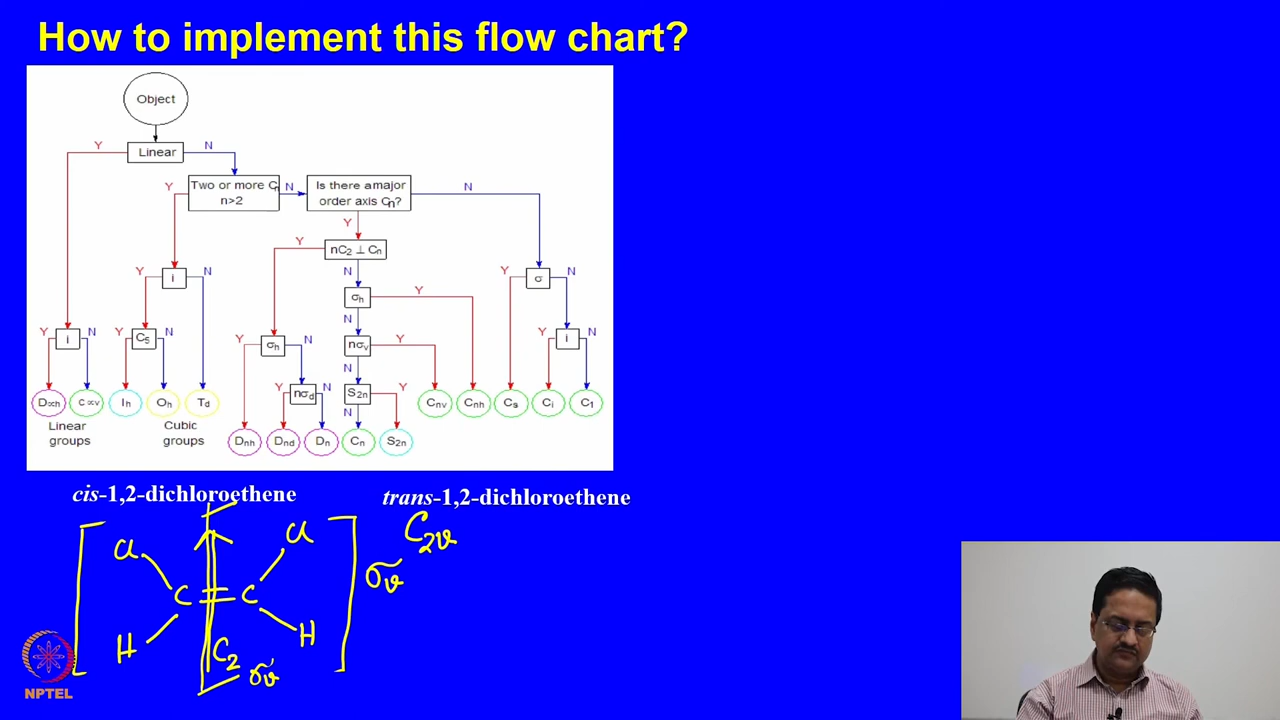 How to implement this flow chart?
Object
Y N
Linear
Y Two or more Cn n>2 N Is there a major order axis Cn? N
Y
Y nC2 ⊥ Cn
N
Y i N
Y σ N
σh Y
N
Y i N
Y C5 N
Y σh N
nσv Y
Y i N
N
Y nσd N
S2n Y
N
D∝h C∝v Ih Oh Td
Cnv Cnh Cs Ci C1
Linear groups
Cubic groups
Dnh Dnd Dn Cn S2n
cis-1,2-dichloroethene
trans-1,2-dichloroethene
Cl Cl
C2v
σv
C = C
H H
C2
σv
NPTEL